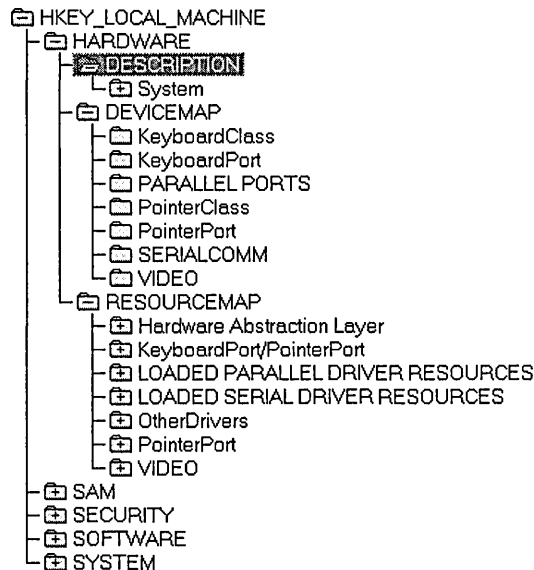 HKEY_LOCAL_MACHINE
HARDWARE
DESCRIPTION
System
DEVICEMAP
KeyboardClass
KeyboardPort
PARALLEL PORTS
PointerClass
PointerPort
SERIALCOMM
VIDEO
RESOURCEMAP
Hardware Abstraction Layer
KeyboardPort/PointerPort
LOADED PARALLEL DRIVER RESOURCES
LOADED SERIAL DRIVER RESOURCES
OtherDrivers
PointerPort
VIDEO
SAM
SECURITY
SOFTWARE
SYSTEM